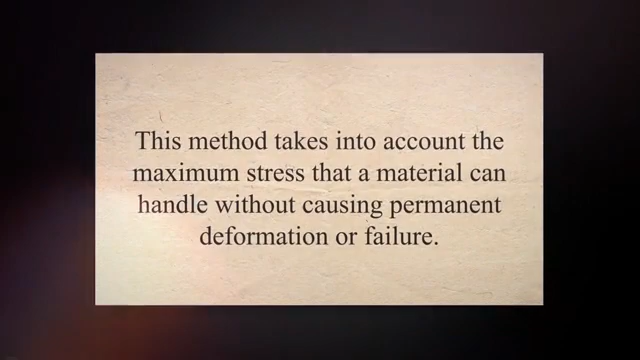 This method takes into account the
maximum stress that a material can
handle without causing permanent
deformation or failure.